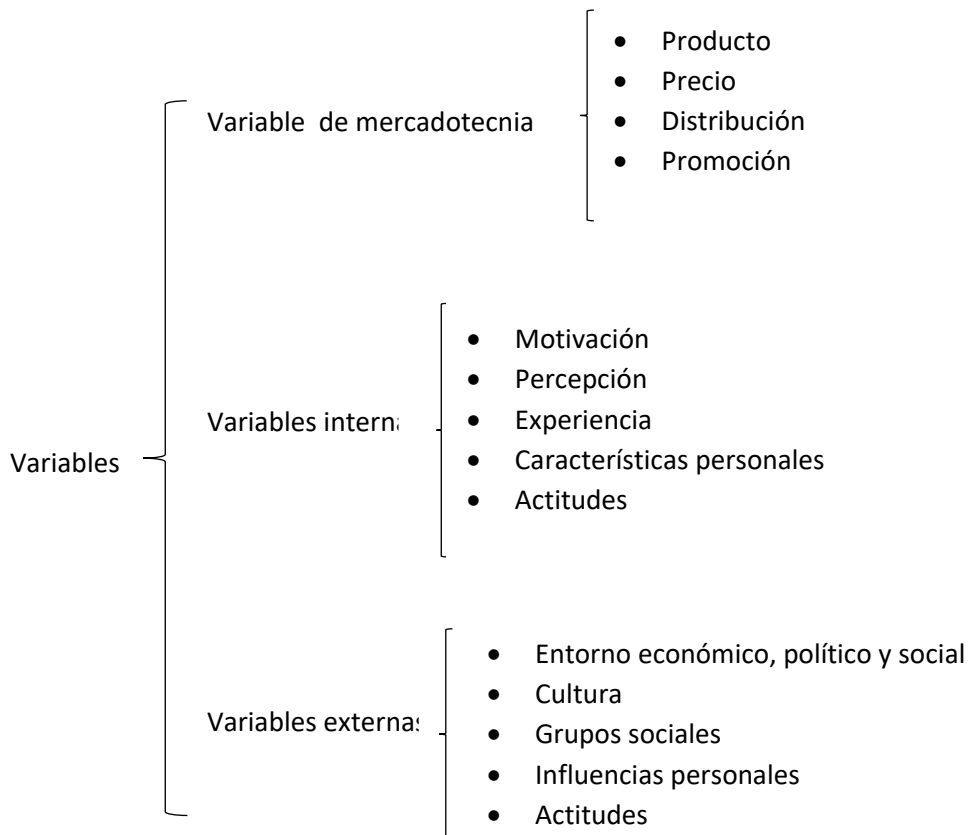 Variables
Variable de mercadotecnia
• Producto
• Precio
• Distribución
• Promoción
Variables interna
• Motivación
• Percepción
• Experiencia
• Características personales
• Actitudes
Variables externas
• Entorno económico, político y social
• Cultura
• Grupos sociales
• Influencias personales
• Actitudes